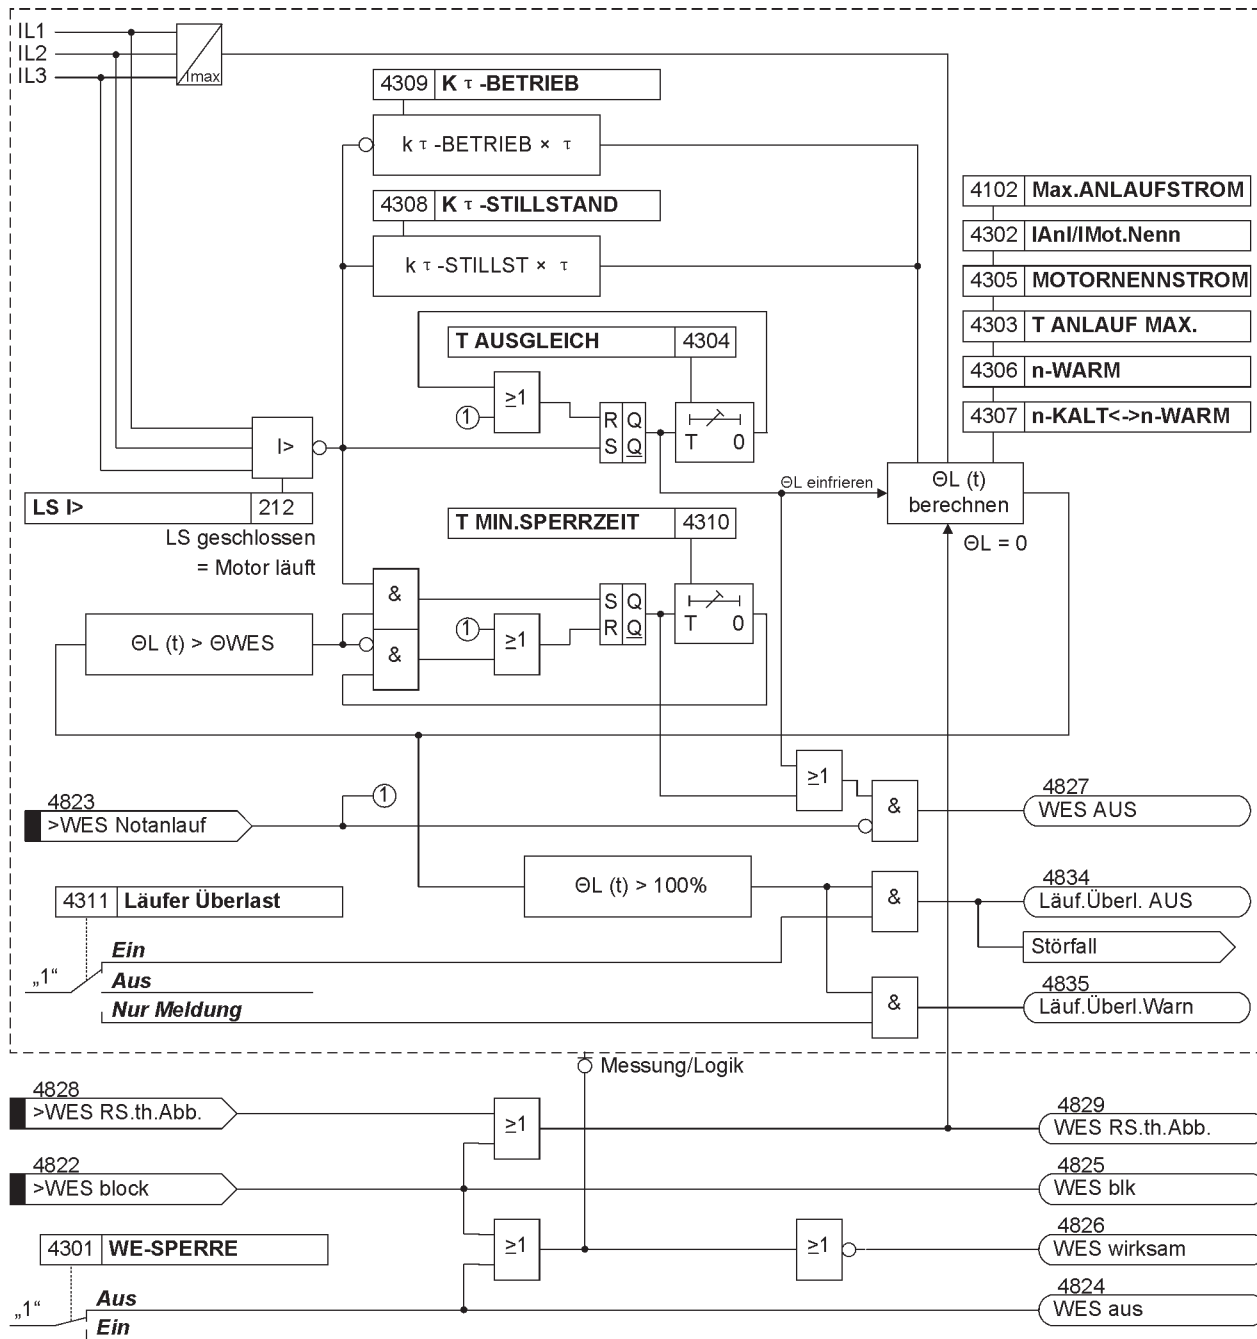 IL1
IL2
IL3
Imax
4309 K τ -BETRIEB
k τ -BETRIEB × τ
4308 K τ -STILLSTAND
k τ -STILLST × τ
4102 Max.ANLAUFSTROM
4302 IAnl/IMot.Nenn
4305 MOTORNENNSTROM
4303 T ANLAUF MAX.
4306 n-WARM
4307 n-KALT<->n-WARM
T AUSGLEICH 4304
≥1
1
R Q
S Q
T 0
I>
LS I> 212
LS geschlossen
= Motor läuft
ΘL einfrieren
ΘL (t)
berechnen
ΘL = 0
T MIN.SPERRZEIT 4310
&
&
1
≥1
S Q
R Q
T 0
ΘL (t) > ΘWES
≥1
&
4827
WES AUS
4823
>WES Notanlauf
1
ΘL (t) > 100%
&
4834
Läuf.Überl. AUS
Störfall
4311 Läufer Überlast
„1“
Ein
Aus
Nur Meldung
&
4835
Läuf.Überl.Warn
Messung/Logik
4828
>WES RS.th.Abb.
≥1
4829
WES RS.th.Abb.
4822
>WES block
4825
WES blk
4301 WE-SPERRE
≥1
≥1
4826
WES wirksam
„1“
Aus
Ein
4824
WES aus